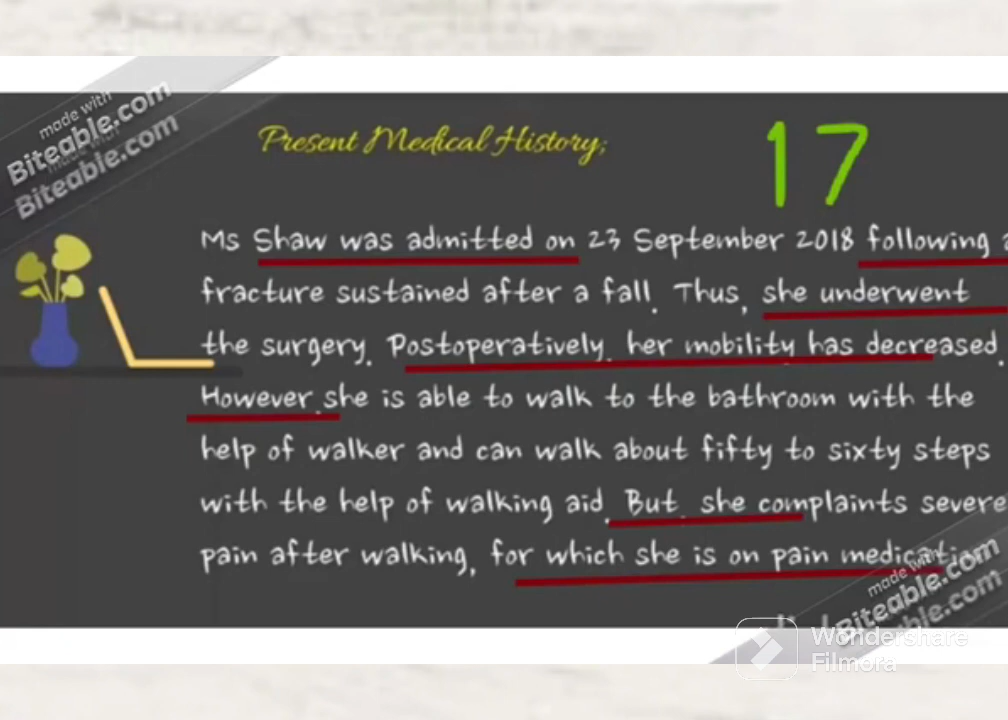 made with
Biteable.com
Biteable.com
Present Medical History;
17
Ms Shaw was admitted on 23 September 2018 following a
fracture sustained after a fall. Thus, she underwent
the surgery. Postoperatively, her mobility has decreased.
However, she is able to walk to the bathroom with the
help of walker and can walk about fifty to sixty steps
with the help of walking aid. But, she complaints severe
pain after walking, for which she is on pain
made with
Biteable.com
Biteable.com
Wondershare
Filmora